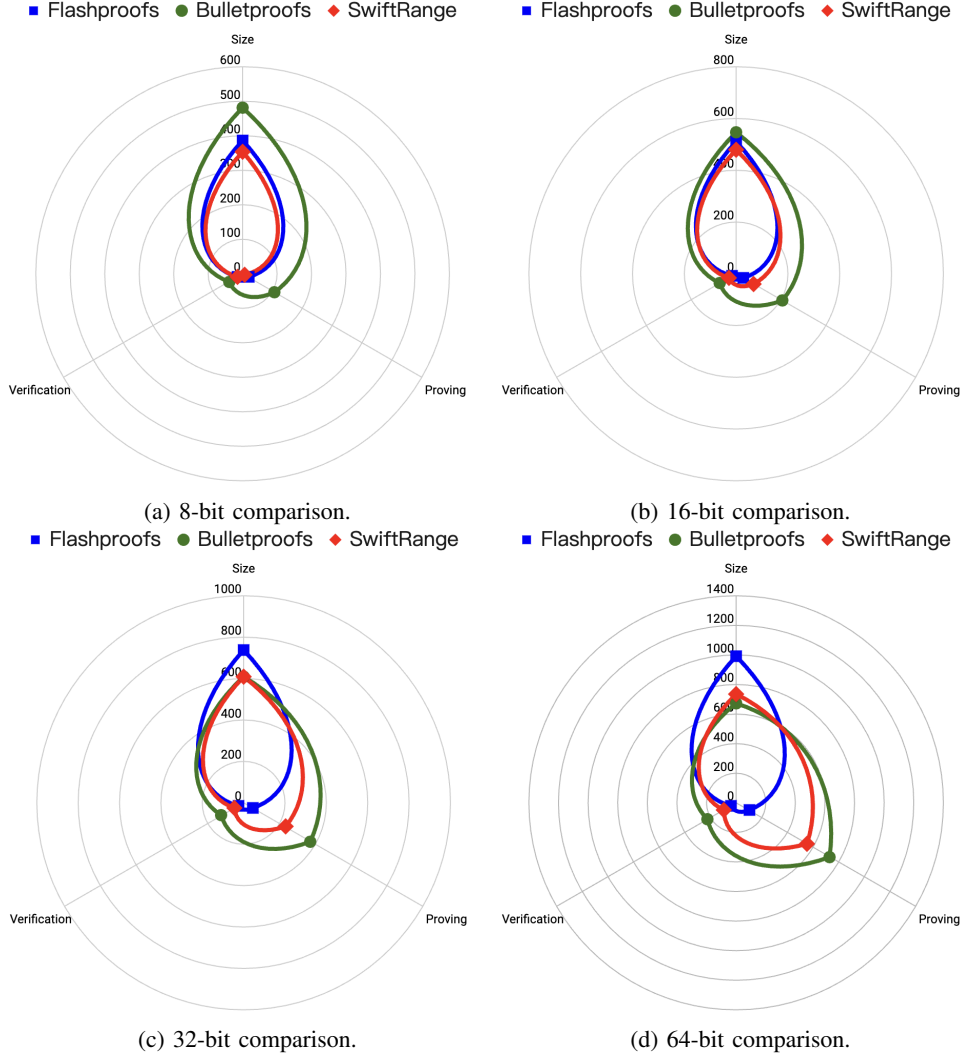 Flashproofs Bulletproofs SwiftRange
Size
600
500
400
300
200
100
0
Verification
Proving
(a) 8-bit comparison.
Flashproofs Bulletproofs SwiftRange
Size
800
600
400
200
0
Verification
Proving
(b) 16-bit comparison.
Flashproofs Bulletproofs SwiftRange
Size
1000
800
600
400
200
0
Verification
Proving
(c) 32-bit comparison.
Flashproofs Bulletproofs SwiftRange
Size
1400
1200
1000
800
600
400
200
0
Verification
Proving
(d) 64-bit comparison.